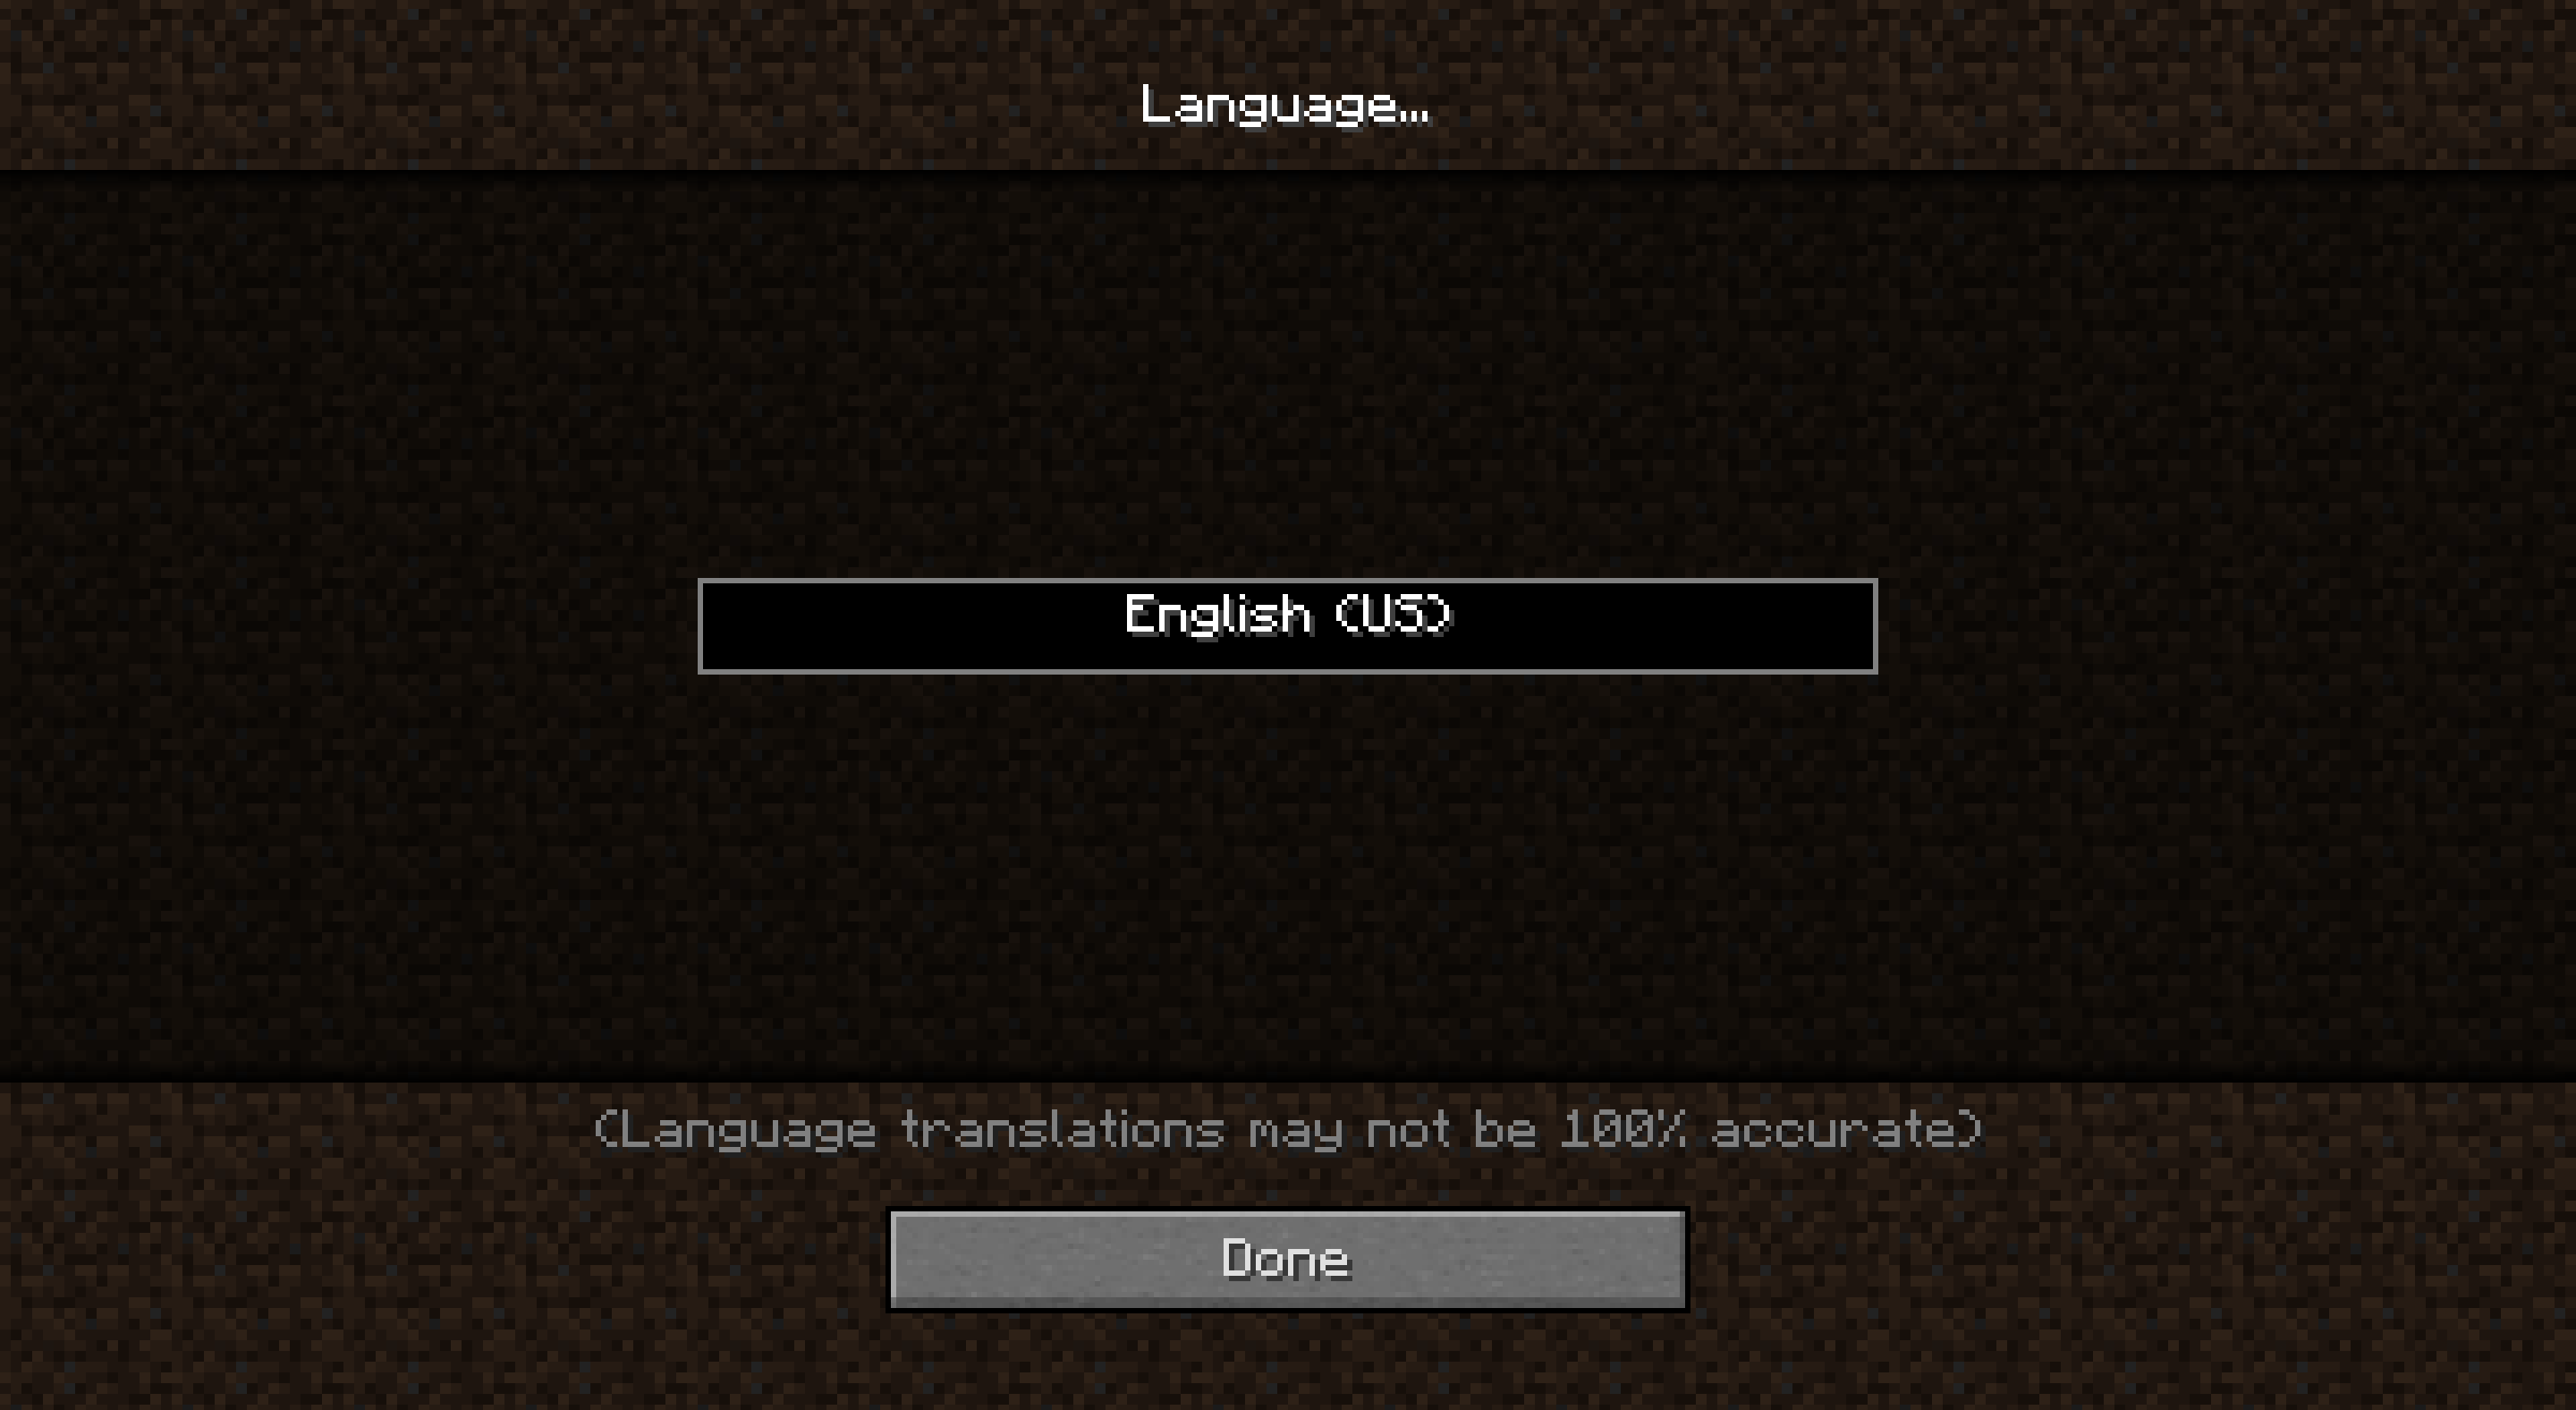 Language...
English (US)
(Language translations may not be 100% accurate)
Done